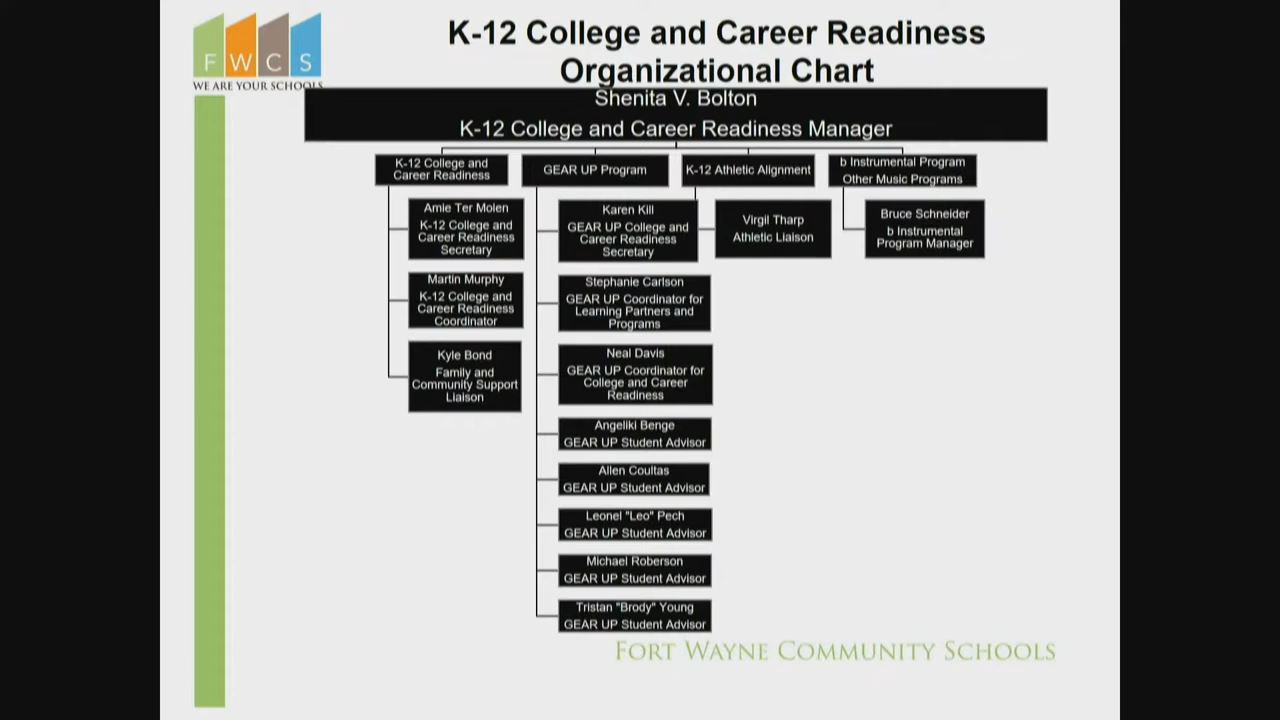 FWCS
WE ARE YOUR SCHOOLS
K-12 College and Career Readiness
Organizational Chart
Shenita V. Bolton
K-12 College and Career Readiness Manager
K-12 College and
Career Readiness
GEAR UP Program
K-12 Athletic Alignment
b Instrumental Program
Other Music Programs
Amie Ter Molen
K-12 College and
Career Readiness
Secretary
Martin Murphy
K-12 College and
Career Readiness
Coordinator
Kyle Bond
Family and
Community Support
Liaison
Karen Kill
GEAR UP College and
Career Readiness
Secretary
Stephanie Carlson
GEAR UP Coordinator for
Learning Partners and
Programs
Neal Davis
GEAR UP Coordinator for
College and Career
Readiness
Angeliki Benge
GEAR UP Student Advisor
Allen Coultas
GEAR UP Student Advisor
Leonel "Leo" Pech
GEAR UP Student Advisor
Michael Roberson
GEAR UP Student Advisor
Tristan "Brody" Young
GEAR UP Student Advisor
Virgil Tharp
Athletic Liaison
Bruce Schneider
b Instrumental
Program Manager
FORT WAYNE COMMUNITY SCHOOLS